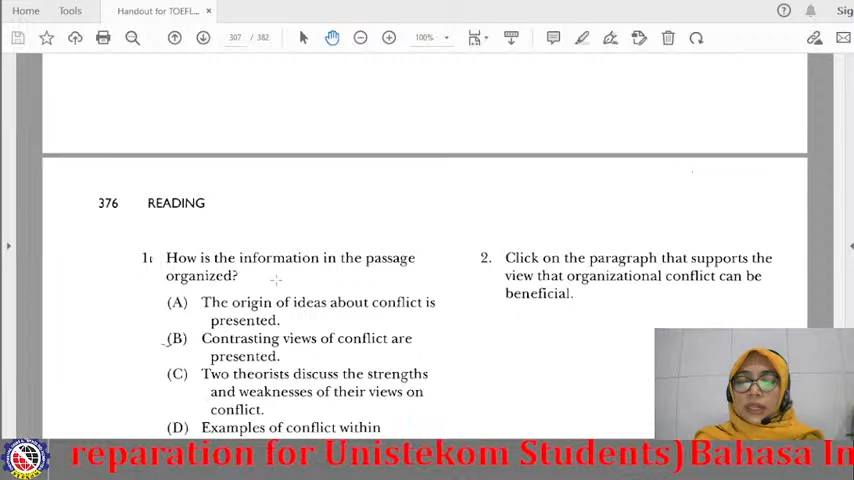 Home
Tools
Handout for TOEFL...
×
Sig
307 / 382
100%
376 READING
1.
How is the information in the passage
organized?
(A) The origin of ideas about conflict is
presented.
(B) Contrasting views of conflict are
presented.
(C) Two theorists discuss the strengths
and weaknesses of their views on
conflict.
(D) Examples of conflict within
2. Click on the paragraph that supports the
view that organizational conflict can be
beneficial.
reparation for Unistekom Students) Bahasa In